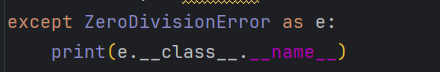 except ZeroDivisionError as e:
    print(e.__class__.__name__)